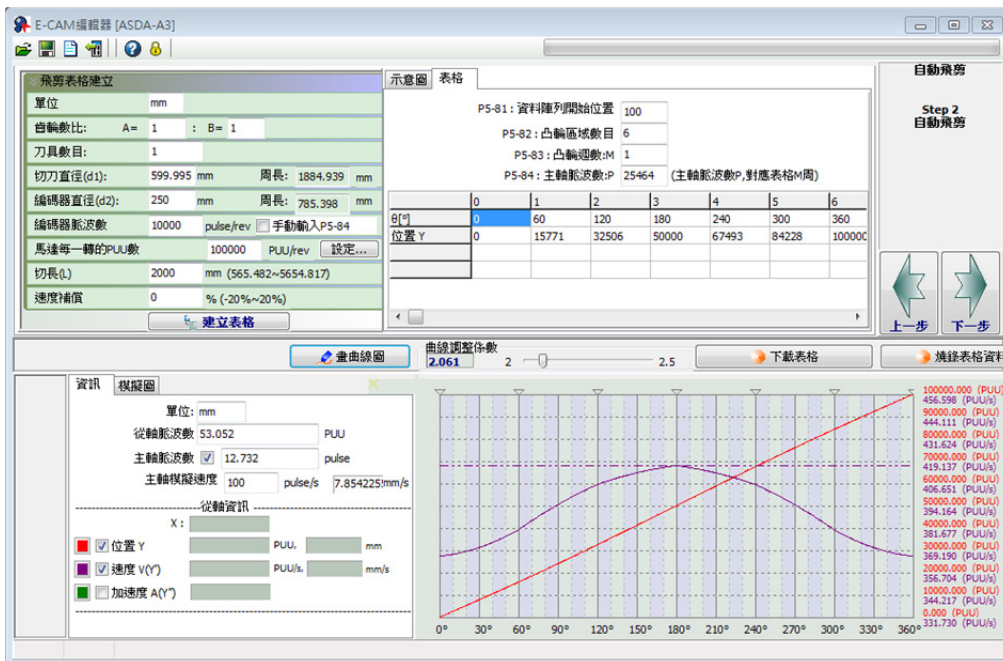 E-CAM編輯器 [ASDA-A3]
飛剪表格建立
單位 mm
齒輪數比: A= 1 : B= 1
刀具數目: 1
切刀直徑(d1): 599.995 mm 周長: 1884.939 mm
編碼器直徑(d2): 250 mm 周長: 785.398 mm
編碼器脈波數 10000 pulse/rev 手動輸入P5-84
馬達每一轉的PUU數 100000 PUU/rev 設定...
切長(L) 2000 mm (565.482~5654.817)
速度補償 0 % (-20%~20%)
建立表格
示意圖 表格
P5-81 : 資料陣列開始位置 100
P5-82 : 凸輪區域數目 6
P5-83 : 凸輪週數:M 1
P5-84 : 主軸脈波數:P 25464 (主軸脈波數P,對應表格M周)
0 1 2 3 4 5 6
θ[°] 0 60 120 180 240 300 360
位置 Y 0 15771 32506 50000 67493 84228 100000
自動飛剪
Step 2
自動飛剪
上一步 下一步
畫曲線圖
曲線調整係數
2.061 2 2.5
下載表格
燒錄表格資料
資訊 模擬圖
單位: mm
從軸脈波數 53.052 PUU
主軸脈波數 12.732 pulse
主軸模擬速度 100 pulse/s 7.854225 mm/s
從軸資訊
X :
位置 Y PUU, mm
速度 V(Y') PUU/s, mm/s
加速度 A(Y")
100000.000 (PUU)
456.598 (PUU/s)
90000.000 (PUU)
444.111 (PUU/s)
80000.000 (PUU)
431.624 (PUU/s)
70000.000 (PUU)
419.137 (PUU/s)
60000.000 (PUU)
406.651 (PUU/s)
50000.000 (PUU)
394.164 (PUU/s)
40000.000 (PUU)
381.677 (PUU/s)
30000.000 (PUU)
369.190 (PUU/s)
20000.000 (PUU)
356.704 (PUU/s)
10000.000 (PUU)
344.217 (PUU/s)
0.000 (PUU)
331.730 (PUU/s)
0° 30° 60° 90° 120° 150° 180° 210° 240° 270° 300° 330° 360°